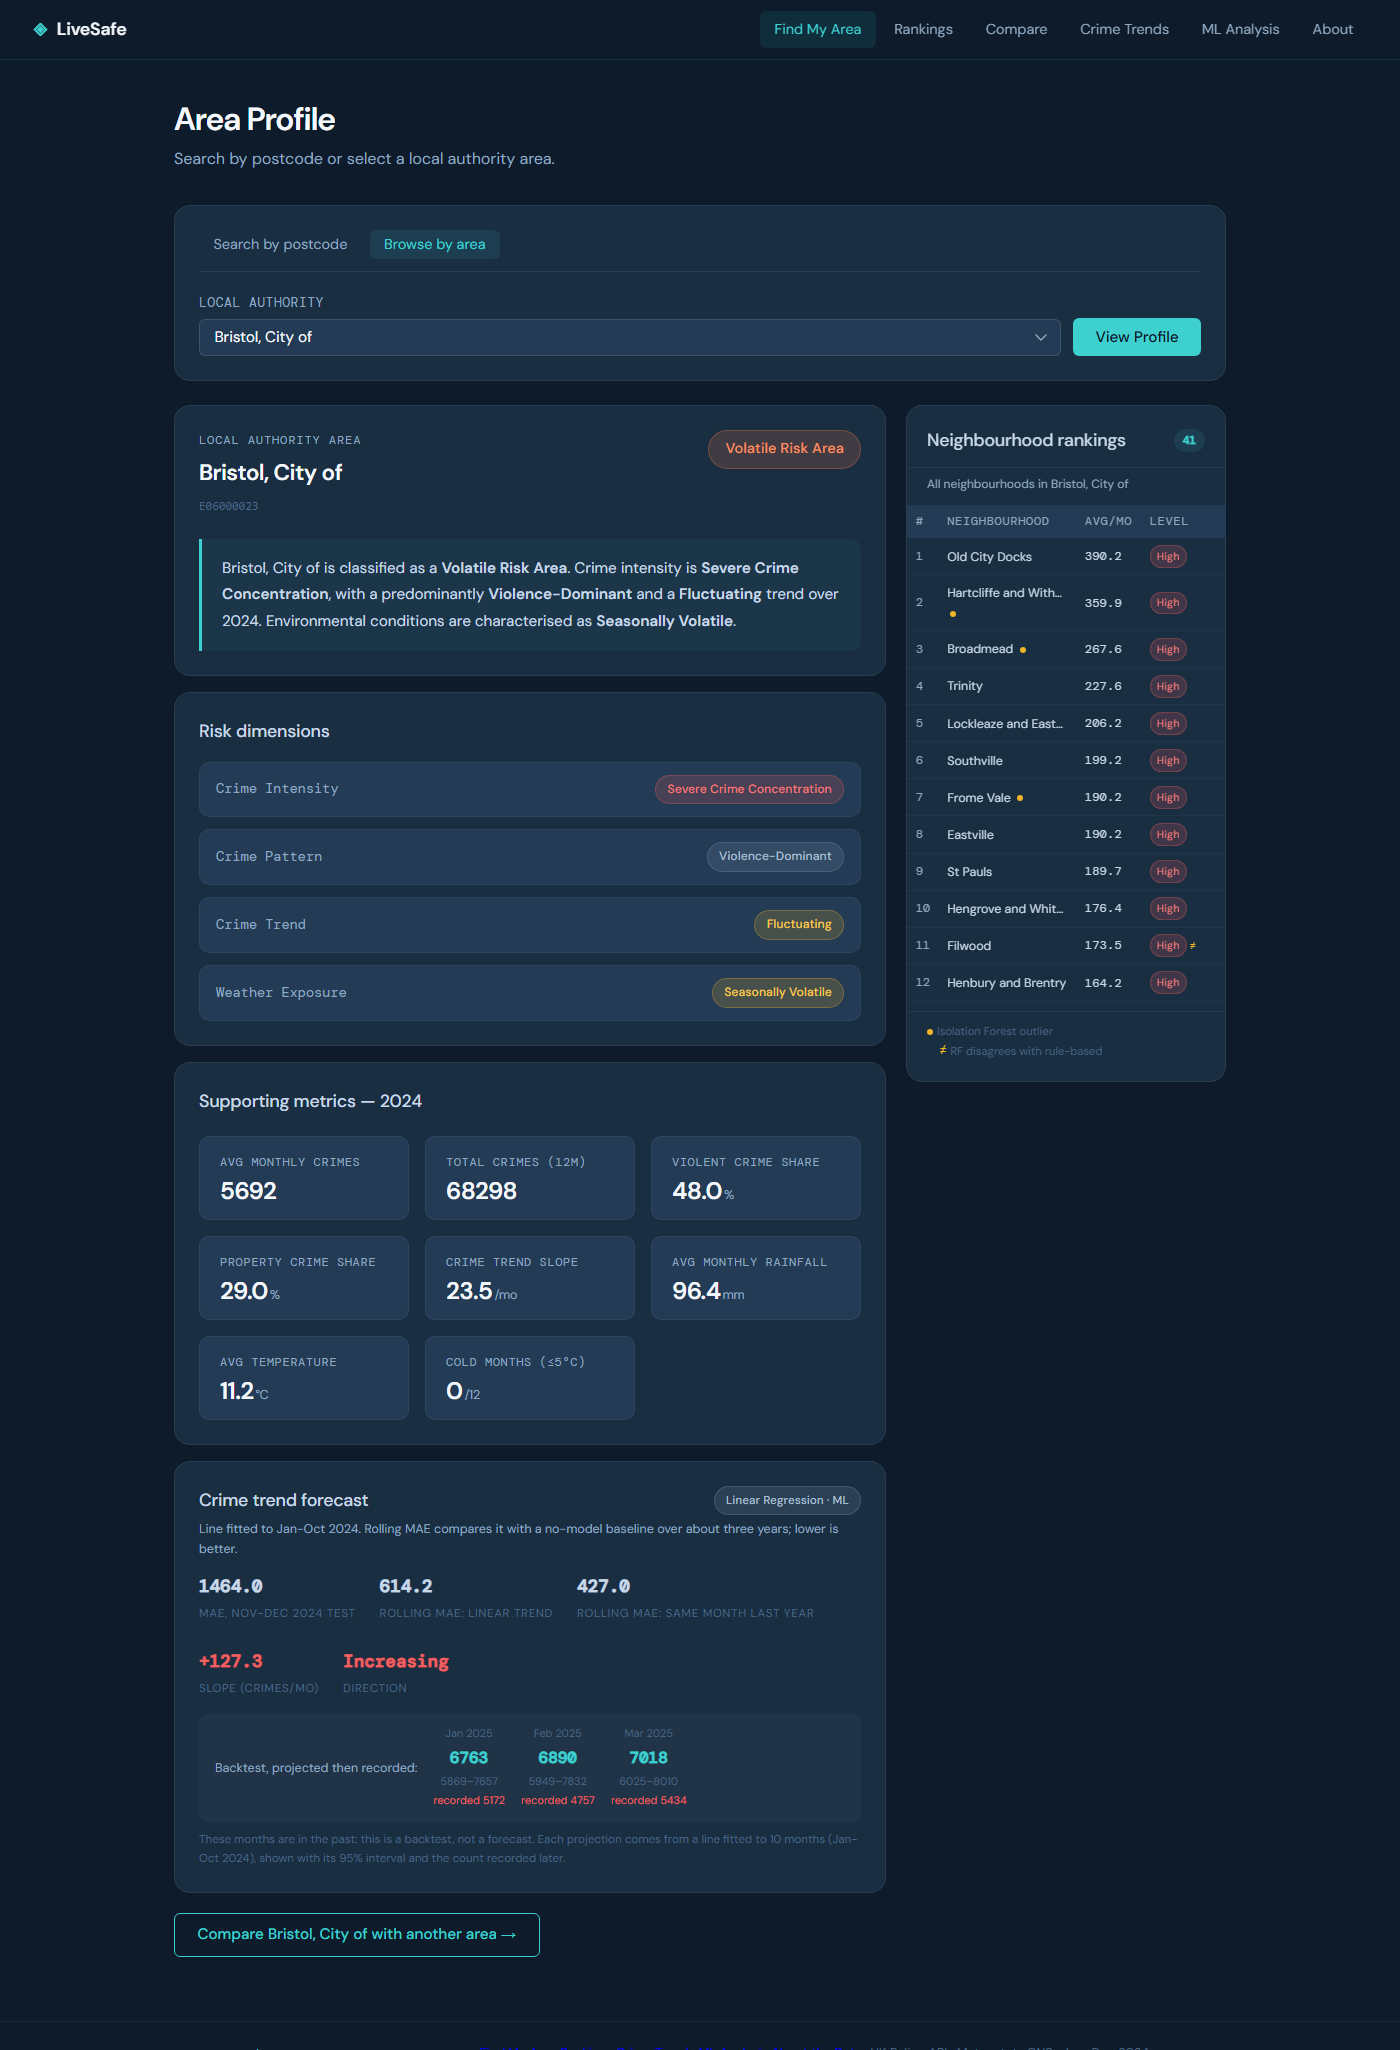 LiveSafe
Find My Area
Rankings
Compare
Crime Trends
ML Analysis
About
Area Profile
Search by postcode or select a local authority area.
Search by postcode
Browse by area
LOCAL AUTHORITY
Bristol, City of
View Profile
LOCAL AUTHORITY AREA
Volatile Risk Area
Bristol, City of
E06000023
Bristol, City of is classified as a Volatile Risk Area. Crime intensity is Severe Crime
Concentration, with a predominantly Violence-Dominant and a Fluctuating trend over
2024. Environmental conditions are characterised as Seasonally Volatile.
Risk dimensions
Crime Intensity
Severe Crime Concentration
Crime Pattern
Violence-Dominant
Crime Trend
Fluctuating
Weather Exposure
Seasonally Volatile
Supporting metrics — 2024
AVG MONTHLY CRIMES
5692
TOTAL CRIMES (12M)
68298
VIOLENT CRIME SHARE
48.0%
PROPERTY CRIME SHARE
29.0%
CRIME TREND SLOPE
23.5/mo
AVG MONTHLY RAINFALL
96.4mm
AVG TEMPERATURE
11.2°C
COLD MONTHS (≤5°C)
0/12
Crime trend forecast
Linear Regression · ML
Line fitted to Jan-Oct 2024. Rolling MAE compares it with a no-model baseline over about three years; lower is
better.
1464.0
MAE, NOV-DEC 2024 TEST
614.2
ROLLING MAE: LINEAR TREND
427.0
ROLLING MAE: SAME MONTH LAST YEAR
+127.3
SLOPE (CRIMES/MO)
Increasing
DIRECTION
Backtest, projected then recorded:
Jan 2025
6763
5869–7657
recorded 5172
Feb 2025
6890
5949–7832
recorded 4757
Mar 2025
7018
6025–8010
recorded 5434
These months are in the past: this is a backtest, not a forecast. Each projection comes from a line fitted to 10 months (Jan-
Oct 2024), shown with its 95% interval and the count recorded later.
Compare Bristol, City of with another area →
Neighbourhood rankings
41
All neighbourhoods in Bristol, City of
# NEIGHBOURHOOD AVG/MO LEVEL
1 Old City Docks 390.2 High
2 Hartcliffe and With... 359.9 High
3 Broadmead 267.6 High
4 Trinity 227.6 High
5 Lockleaze and East... 206.2 High
6 Southville 199.2 High
7 Frome Vale 190.2 High
8 Eastville 190.2 High
9 St Pauls 189.7 High
10 Hengrove and Whit... 176.4 High
11 Filwood 173.5 High ≠
12 Henbury and Brentry 164.2 High
Isolation Forest outlier
≠ RF disagrees with rule-based